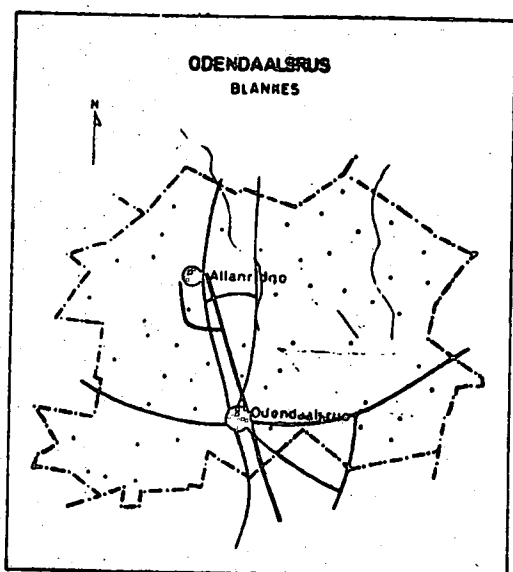 ODENDAALSRUS
BLANKES
N
Allanridge
Odendaalsrus